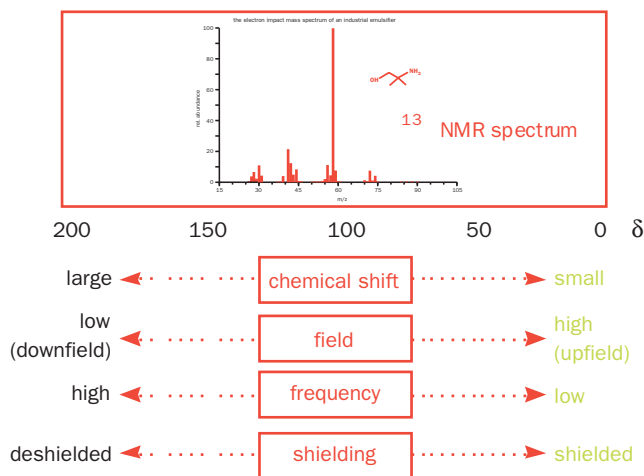 the electron impact mass spectrum of an industrial emulsifier
100
80
60
40
20
0
rel. abundance
15 30 45 60 75 90 105
m/z
OH NH2
13
NMR spectrum
200 150 100 50 0 δ
large chemical shift small
low
(downfield) field high
(upfield)
high frequency low
deshielded shielding shielded